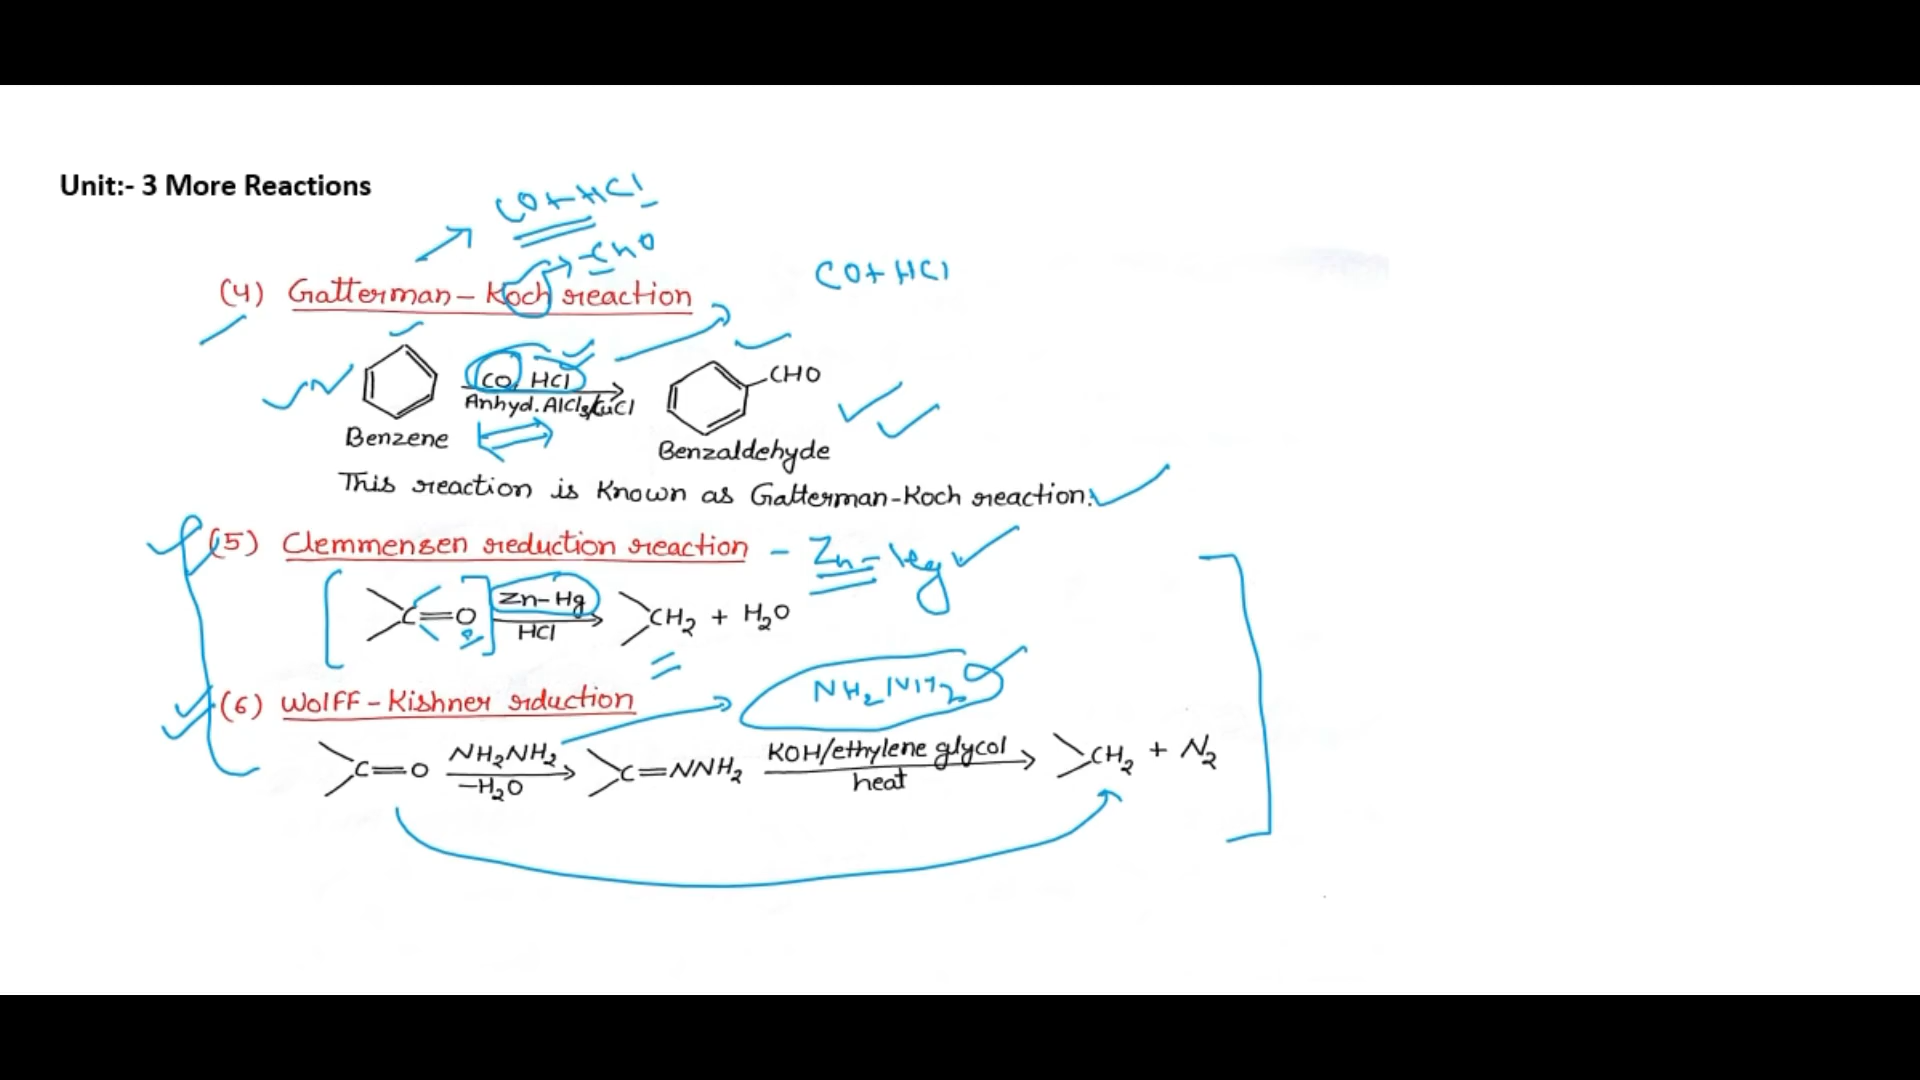 Unit:- 3 More Reactions
CO+HCl
-CHO
CO+HCl
(4) Gatterman-Koch reaction
CO, HCl
Anhyd. AlCl3/CuCl
CHO
Benzene
Benzaldehyde
This reaction is known as Gatterman-Koch reaction.
(5) Clemmensen reduction reaction - Zn-Hg
>C=O Zn-Hg >CH2 + H2O
HCl
NH2NH2
(6) Wolff-Kishner rduction
>C=O NH2NH2 >C=NNH2 KOH/ethylene glycol >CH2 + N2
-H2O heat